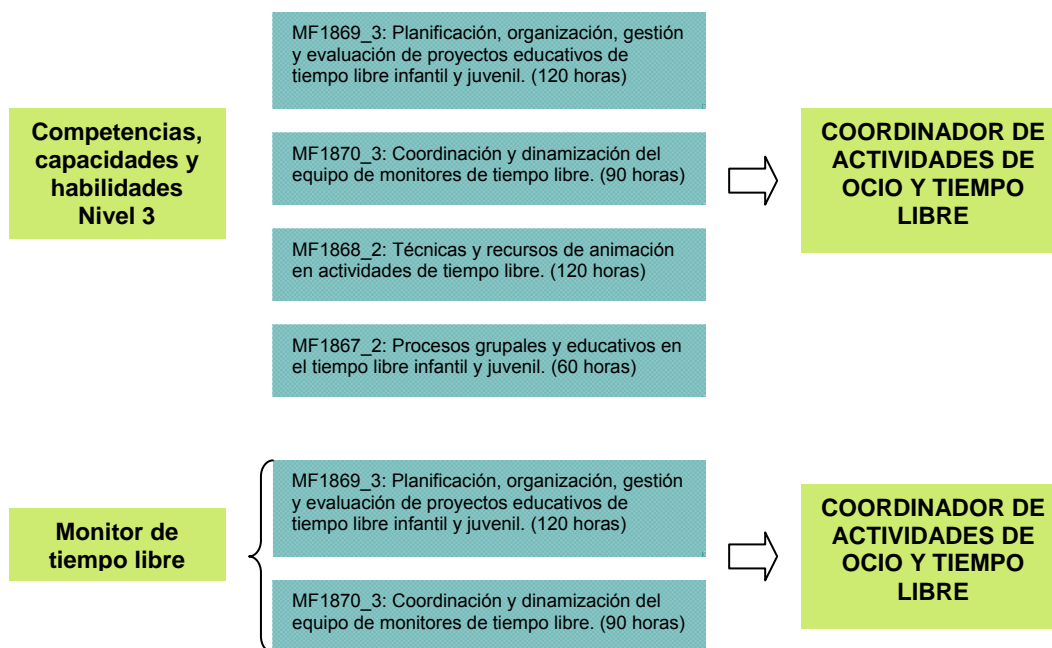 Competencias,
capacidades y
habilidades
Nivel 3
MF1869_3: Planificación, organización, gestión
y evaluación de proyectos educativos de
tiempo libre infantil y juvenil. (120 horas)
MF1870_3: Coordinación y dinamización del
equipo de monitores de tiempo libre. (90 horas)
MF1868_2: Técnicas y recursos de animación
en actividades de tiempo libre. (120 horas)
MF1867_2: Procesos grupales y educativos en
el tiempo libre infantil y juvenil. (60 horas)
COORDINADOR DE
ACTIVIDADES DE
OCIO Y TIEMPO
LIBRE
Monitor de
tiempo libre
MF1869_3: Planificación, organización, gestión
y evaluación de proyectos educativos de
tiempo libre infantil y juvenil. (120 horas)
MF1870_3: Coordinación y dinamización del
equipo de monitores de tiempo libre. (90 horas)
COORDINADOR DE
ACTIVIDADES DE
OCIO Y TIEMPO
LIBRE